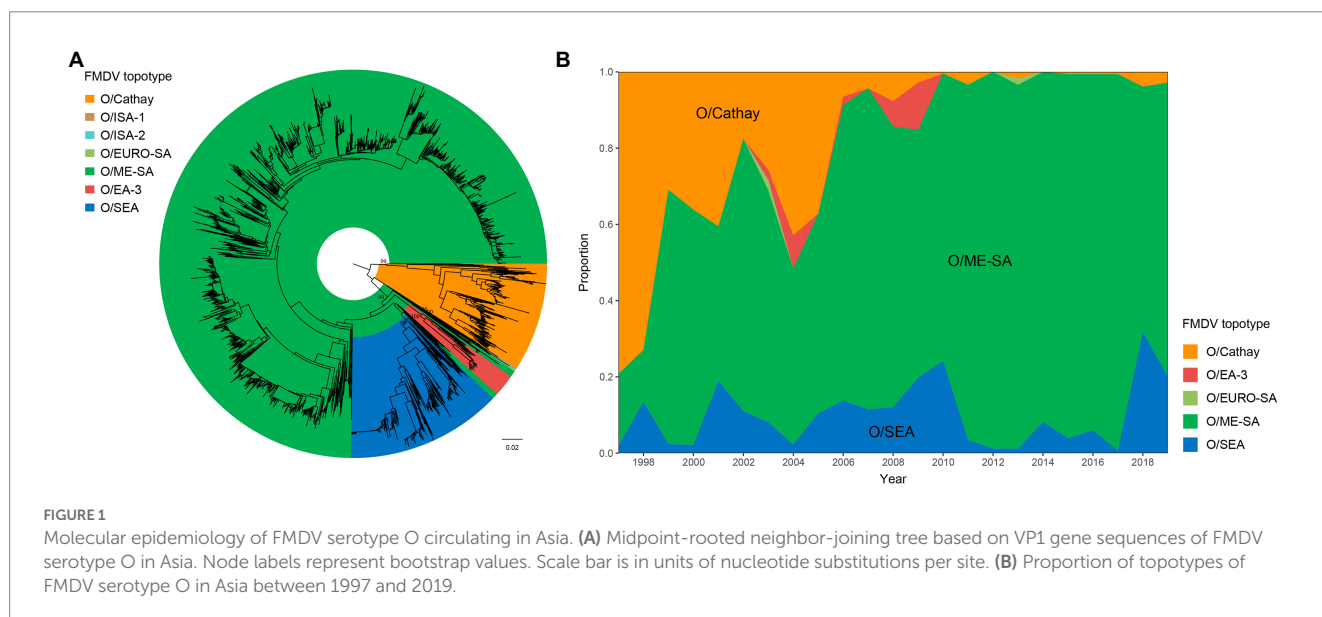 A
FMDV topotype
O/Cathay
O/ISA-1
O/ISA-2
O/EURO-SA
O/ME-SA
O/EA-3
O/SEA
99
0.02
B
1.0
0.8
0.6
0.4
0.2
0.0
Proportion
O/Cathay
O/ME-SA
O/SEA
1998
2000
2002
2004
2006
2008
2010
2012
2014
2016
2018
Year
FMDV topotype
O/Cathay
O/EA-3
O/EURO-SA
O/ME-SA
O/SEA
FIGURE 1
Molecular epidemiology of FMDV serotype O circulating in Asia. (A) Midpoint-rooted neighbor-joining tree based on VP1 gene sequences of FMDV
serotype O in Asia. Node labels represent bootstrap values. Scale bar is in units of nucleotide substitutions per site. (B) Proportion of topotypes of
FMDV serotype O in Asia between 1997 and 2019.